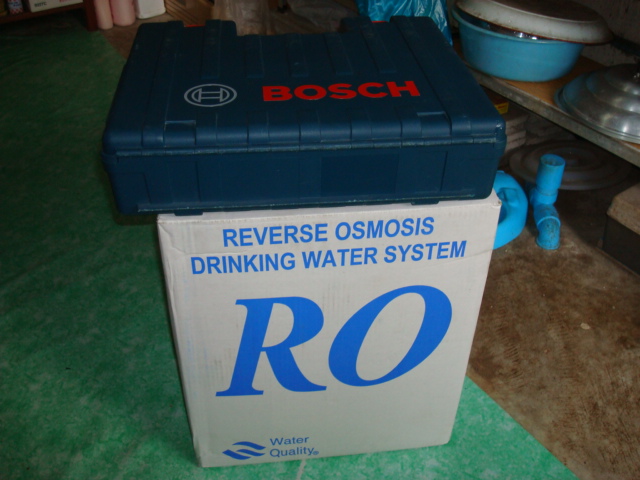 BOSCH
REVERSE OSMOSIS
DRINKING WATER SYSTEM
RO
Water
Quality®